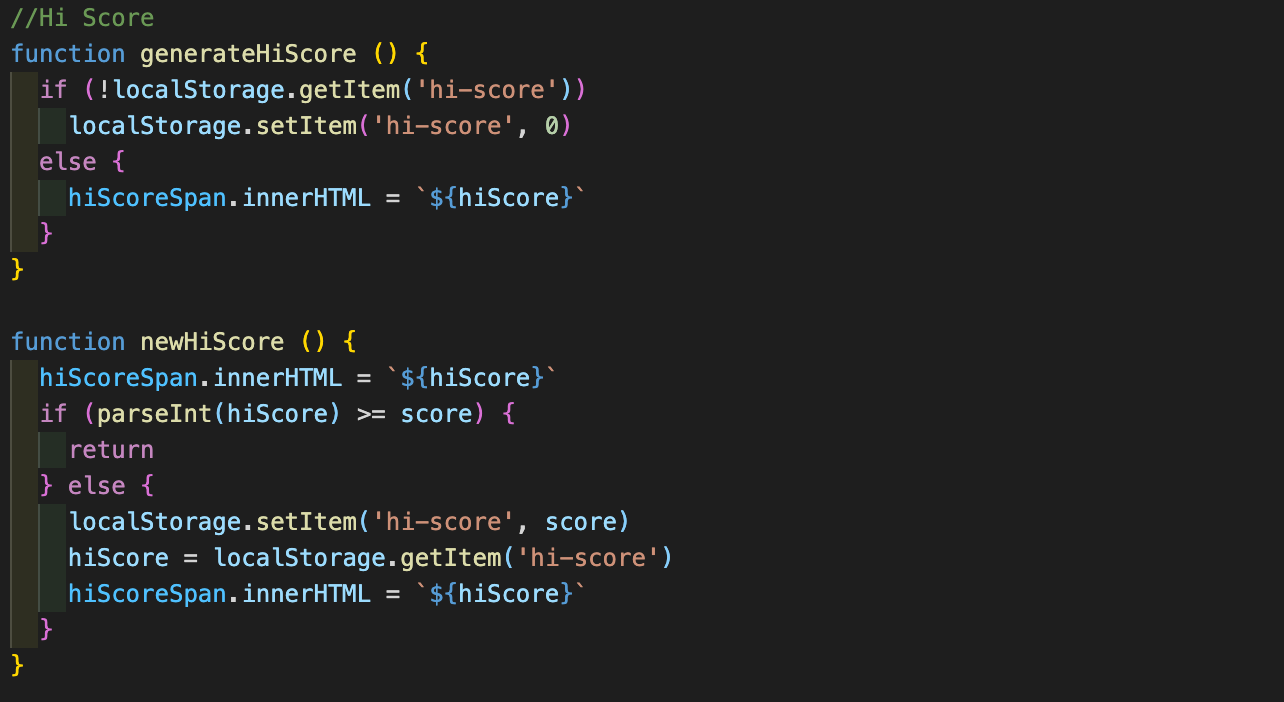 //Hi Score
function generateHiScore () {
  if (!localStorage.getItem('hi-score'))
    localStorage.setItem('hi-score', 0)
  else {
    hiScoreSpan.innerHTML = `${hiScore}`
  }
}

function newHiScore () {
  hiScoreSpan.innerHTML = `${hiScore}`
  if (parseInt(hiScore) >= score) {
    return
  } else {
    localStorage.setItem('hi-score', score)
    hiScore = localStorage.getItem('hi-score')
    hiScoreSpan.innerHTML = `${hiScore}`
  }
}